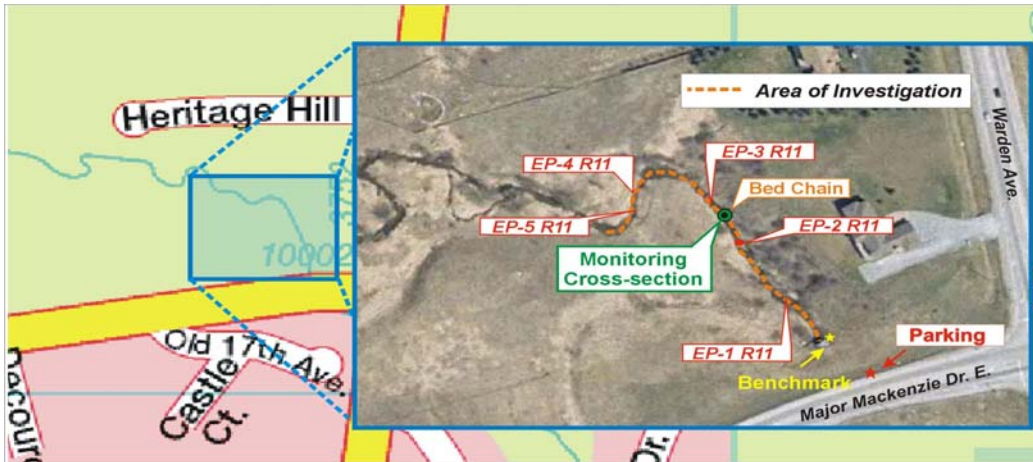 Heritage Hill
10002
Old 17th Ave.
Castle
Ct.
Dr.
Area of Investigation
Warden Ave.
EP-4 R11
EP-3 R11
Bed Chain
EP-5 R11
EP-2 R11
Monitoring
Cross-section
EP-1 R11
Parking
Benchmark
Major Mackenzie Dr. E.